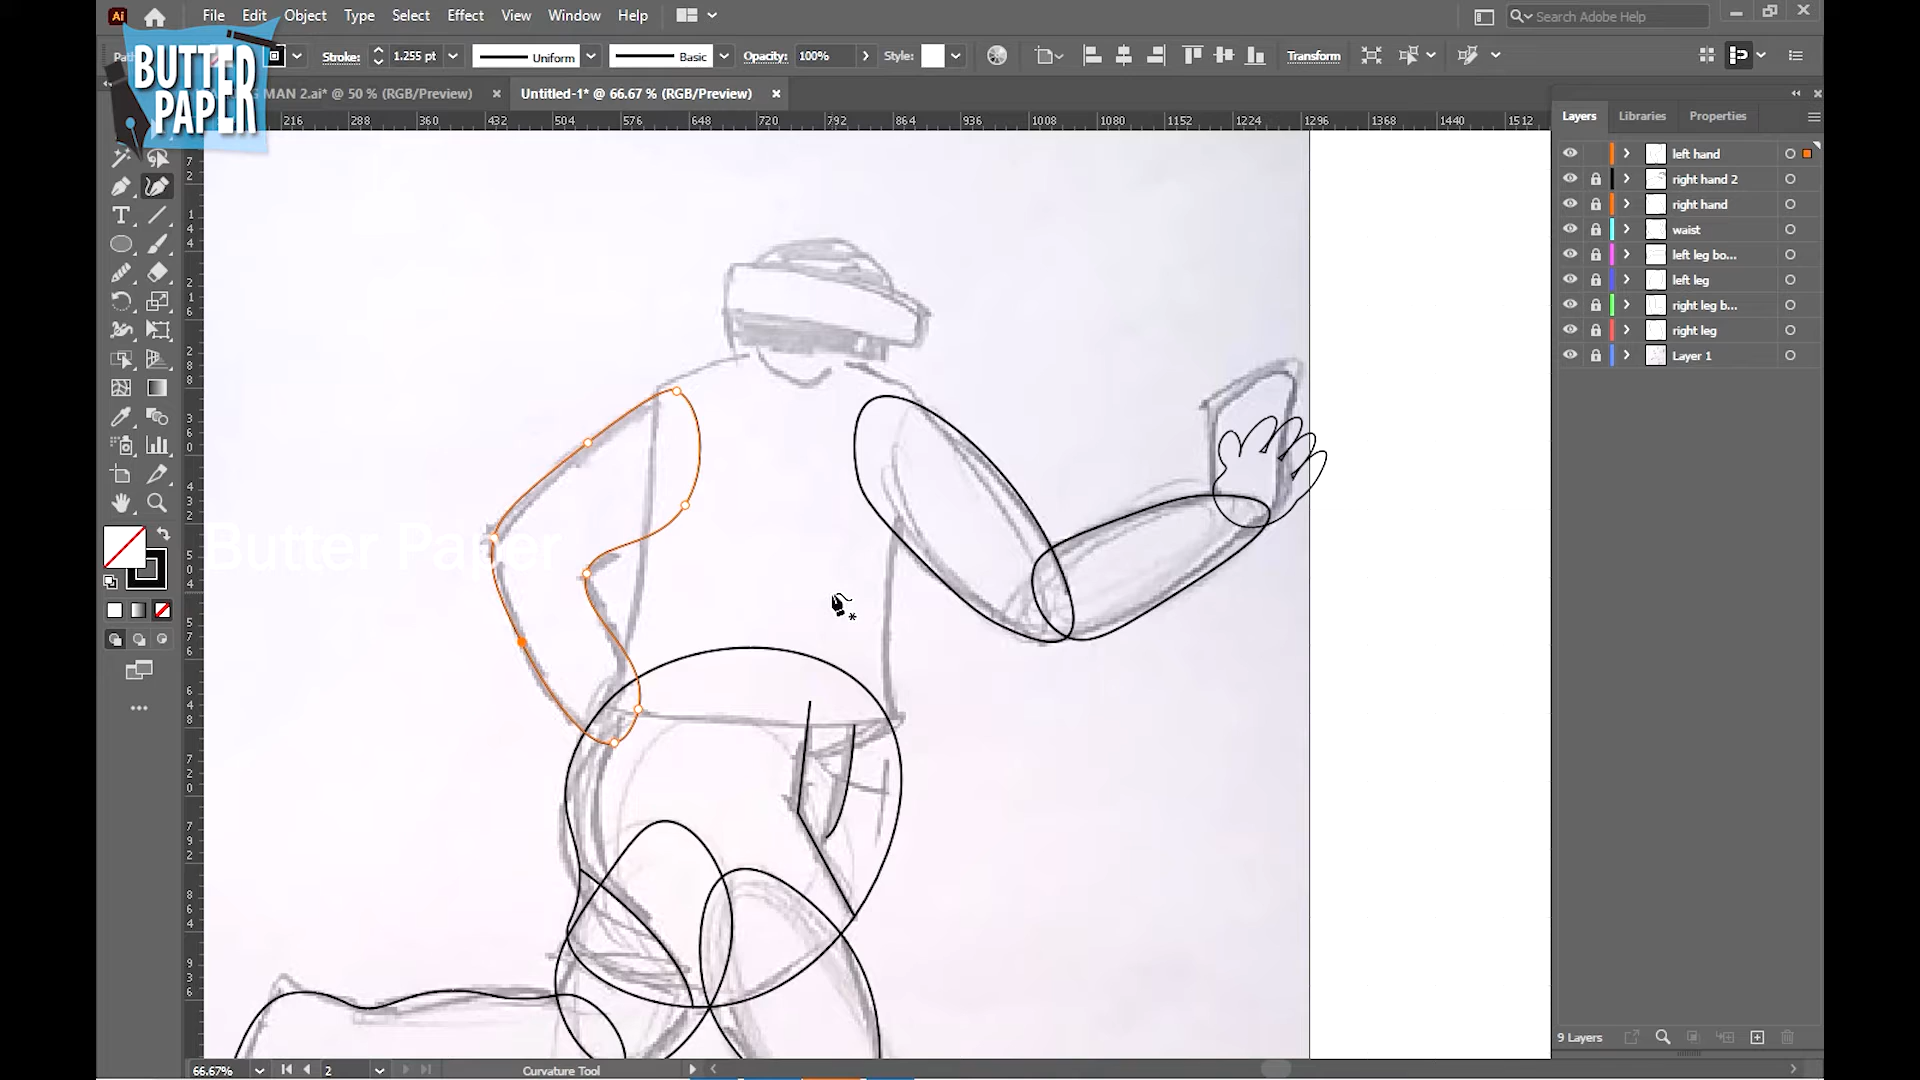 File Edit Object Type Select Effect View Window Help
Search Adobe Help
Stroke: 1.255 pt Uniform Basic Opacity: 100% Style: Transform
BUTTER
PAPER
MAN 2.ai* @ 50 % (RGB/Preview) × Untitled-1* @ 66.67 % (RGB/Preview) ×
216 288 360 432 504 576 648 720 792 864 936 1008 1080 1152 1224 1296 1368 1440 1512
Layers Libraries Properties
left hand
right hand 2
right hand
waist
left leg bo...
left leg
right leg b...
right leg
Layer 1
Butter Paper
9 Layers
66.67% 2 Curvature Tool